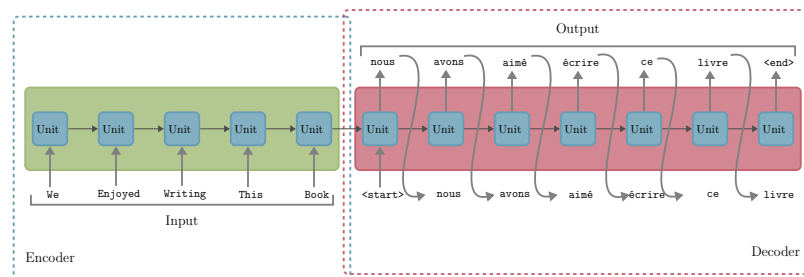 Output
nous avons aimé écrire ce livre <end>
Unit Unit Unit Unit Unit Unit Unit Unit Unit Unit Unit Unit
We Enjoyed Writing This Book <start> nous avons aimé écrire ce livre
Input
Encoder
Decoder